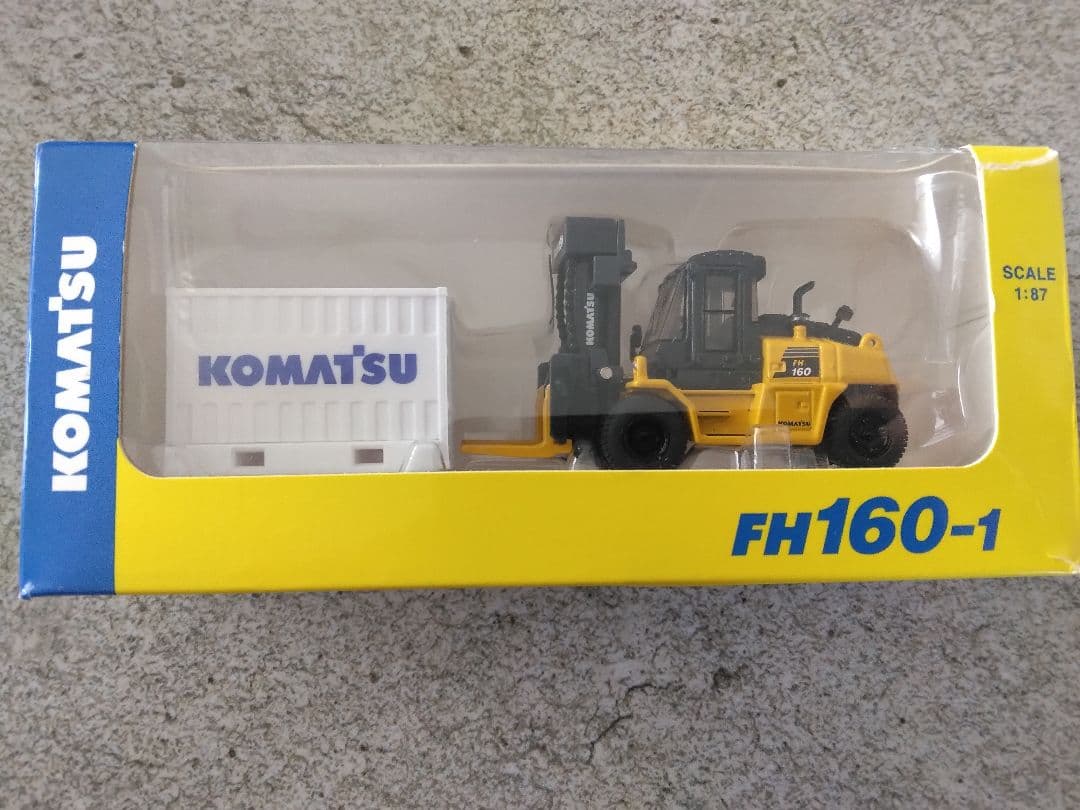 KOMATSU
SCALE
1:87
KOMATSU
KOMATSU
FH
160
KOMATSU
FH160-1